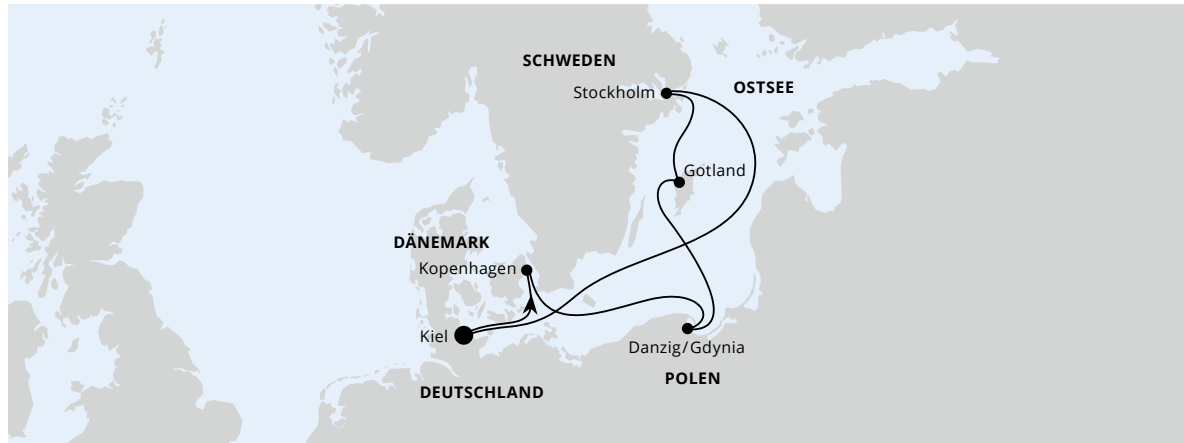 SCHWEDEN
OSTSEE
Stockholm
Gotland
DÄNEMARK
Kopenhagen
Kiel
Danzig/Gdynia
POLEN
DEUTSCHLAND